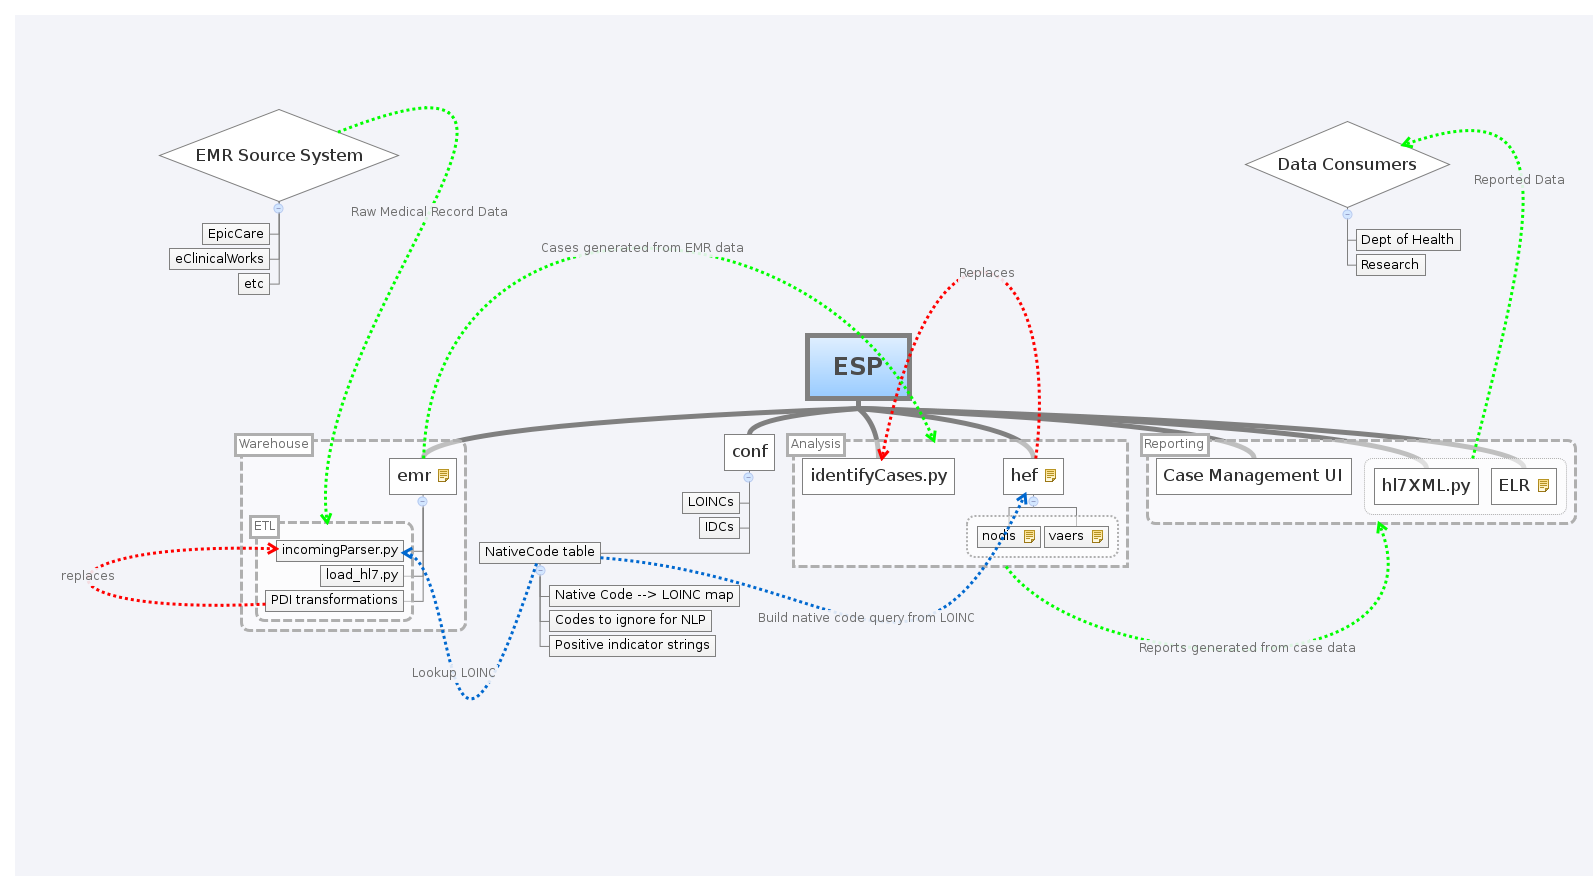 EMR Source System
EpicCare
eClinicalWorks
etc
Raw Medical Record Data
Cases generated from EMR data
Replaces
Data Consumers
Dept of Health
Research
Reported Data
ESP
Warehouse
emr
ETL
incomingParser.py
load_hl7.py
PDI transformations
replaces
Lookup LOINC
conf
LOINCs
IDCs
NativeCode table
Native Code --> LOINC map
Codes to ignore for NLP
Positive indicator strings
Build native code query from LOINC
Analysis
identifyCases.py
hef
nodis
vaers
Reporting
Case Management UI
hl7XML.py
ELR
Reports generated from case data